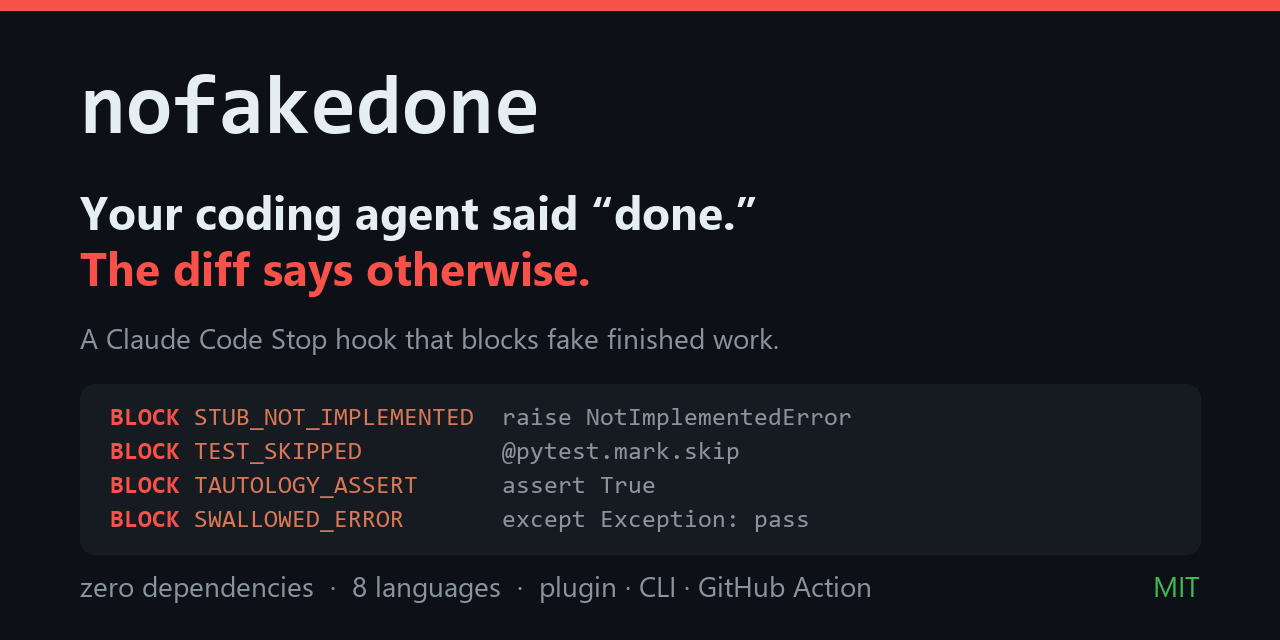 nofakedone
Your coding agent said “done.”
The diff says otherwise.
A Claude Code Stop hook that blocks fake finished work.
BLOCK STUB_NOT_IMPLEMENTED raise NotImplementedError
BLOCK TEST_SKIPPED @pytest.mark.skip
BLOCK TAUTOLOGY_ASSERT assert True
BLOCK SWALLOWED_ERROR except Exception: pass
zero dependencies · 8 languages · plugin · CLI · GitHub Action MIT